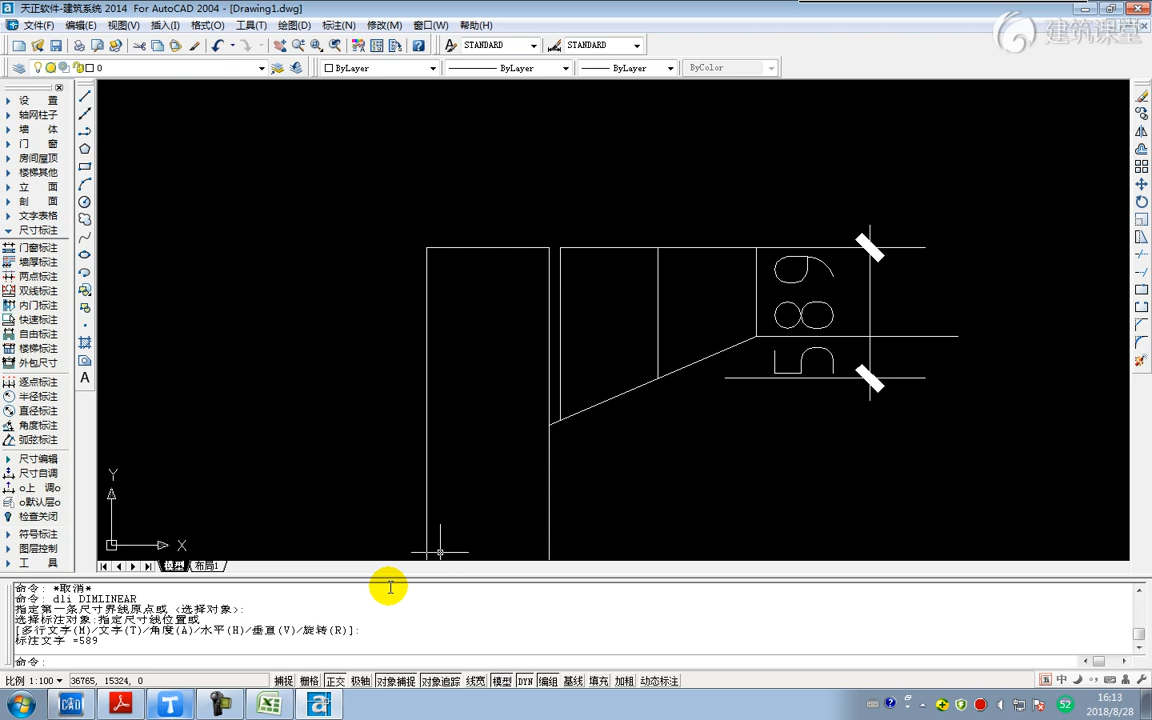 天正软件-建筑系统 2014 For AutoCAD 2004 - [Drawing1.dwg]
文件(F) 编辑(E) 视图(V) 插入(I) 格式(O) 工具(T) 绘图(D) 标注(N) 修改(M) 窗口(W) 帮助(H)
建筑课堂
STANDARD STANDARD
0 ByLayer ByLayer ByLayer ByColor
设 置
轴网柱子
墙 体
门 窗
房间屋顶
楼梯其他
立 面
剖 面
文字表格
尺寸标注
门窗标注
墙厚标注
两点标注
双线标注
内门标注
快速标注
自由标注
楼梯标注
外包尺寸
逐点标注
半径标注
直径标注
角度标注
弧弦标注
尺寸编辑
尺寸自调
o上 调o
o默认层o
检查关闭
符号标注
图层控制
工 具
A
589
Y
X
模型 布局1
命令: *取消*
命令: dli DIMLINEAR
指定第一条尺寸界线原点或 <选择对象>:
选择标注对象:指定尺寸线位置或
[多行文字(M)/文字(T)/角度(A)/水平(H)/垂直(V)/旋转(R)]:
标注文字 =589
命令:
比例 1:100 36765, 15324, 0 捕捉 栅格 正交 极轴 对象捕捉 对象追踪 线宽 模型 DYN 编组 基线 填充 加粗 动态标注
五 中
CAD T a 52
16:13
2018/8/28